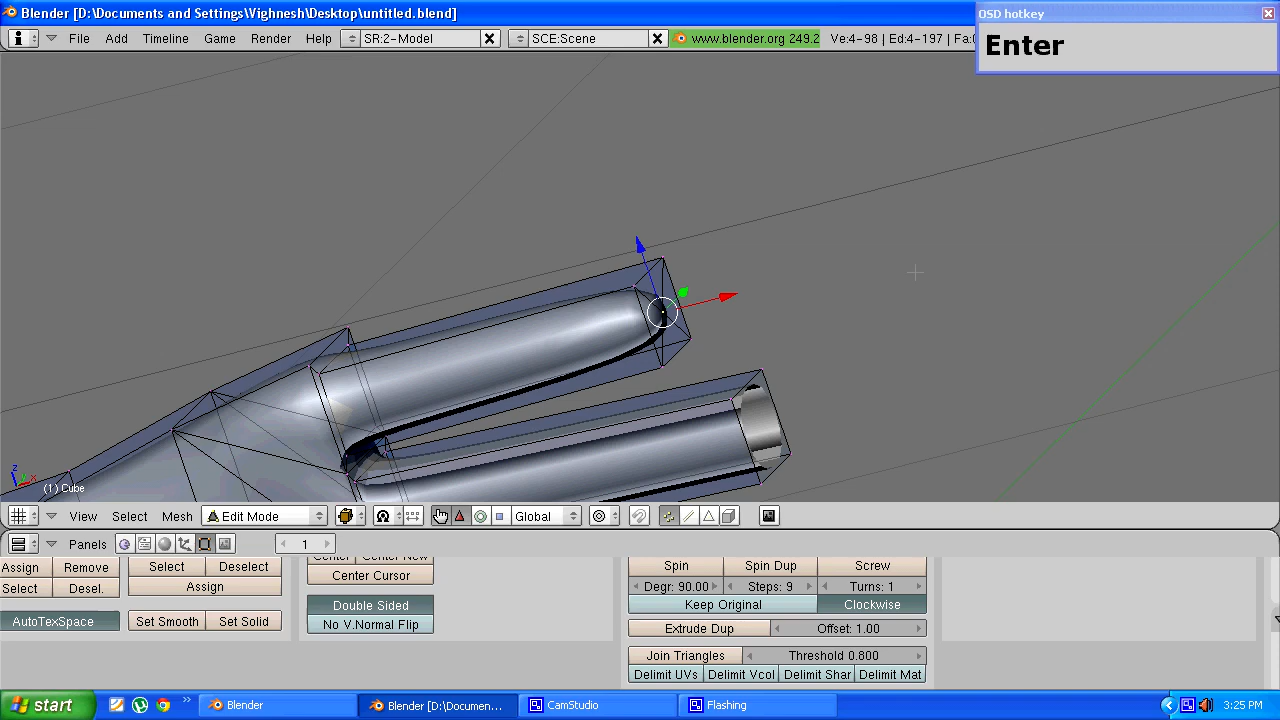 Blender [D:\Documents and Settings\Vighnesh\Desktop\untitled.blend]
OSD hotkey
File Add Timeline Game Render Help SR:2-Model SCE:Scene www.blender.org 249.2 Ve:4-98 | Ed:4-197 | Fa:0
Enter
z
y x
(1) Cube
View Select Mesh Edit Mode Global
Panels 1
Assign Remove Select Deselect Center Center New Spin Spin Dup Screw
Select Desel. Assign Center Cursor Degr: 90.00 Steps: 9 Turns: 1
Double Sided Keep Original Clockwise
AutoTexSpace Set Smooth Set Solid No V.Normal Flip Extrude Dup Offset: 1.00
Join Triangles Threshold 0.800
Delimit UVs Delimit Vcol Delimit Shar Delimit Mat
start Blender Blender [D:\Documen... CamStudio Flashing 3:25 PM